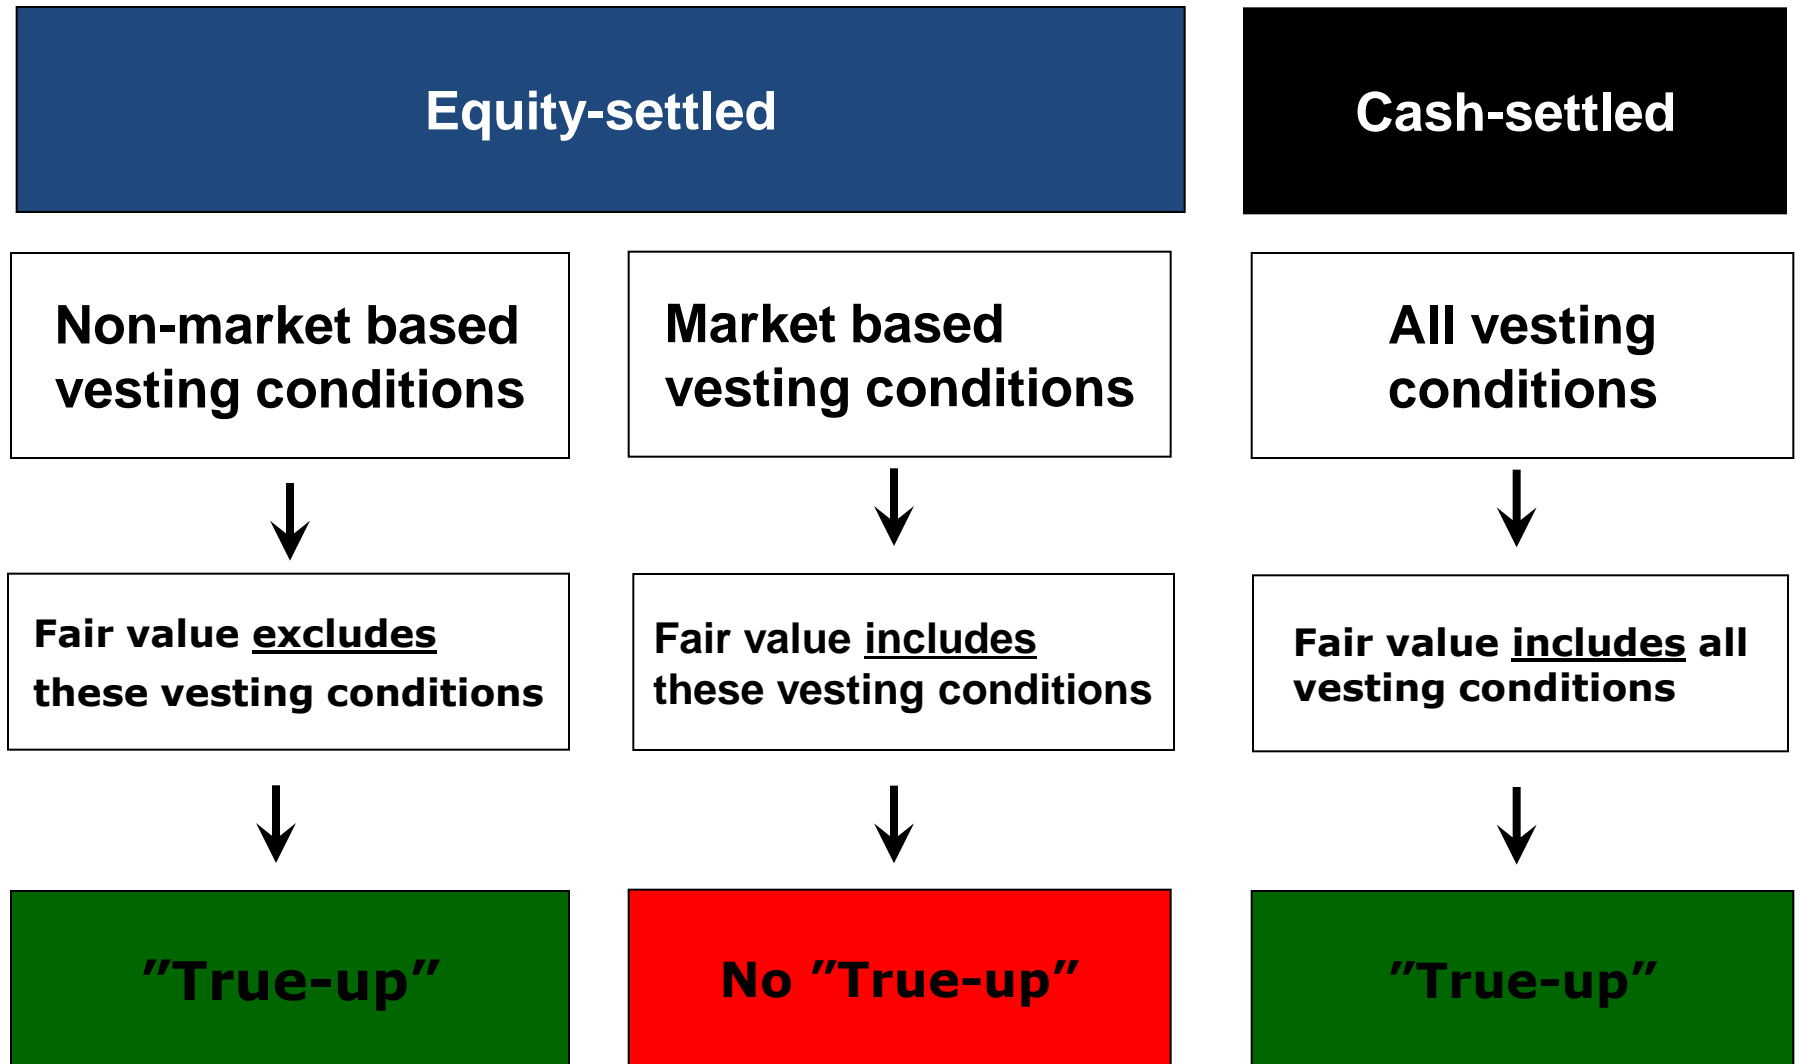 Equity-settled
Cash-settled
Non-market based
vesting conditions
Market based
vesting conditions
All vesting
conditions
Fair value excludes
these vesting conditions
Fair value includes
these vesting conditions
Fair value includes all
vesting conditions
”True-up”
No ”True-up”
”True-up”